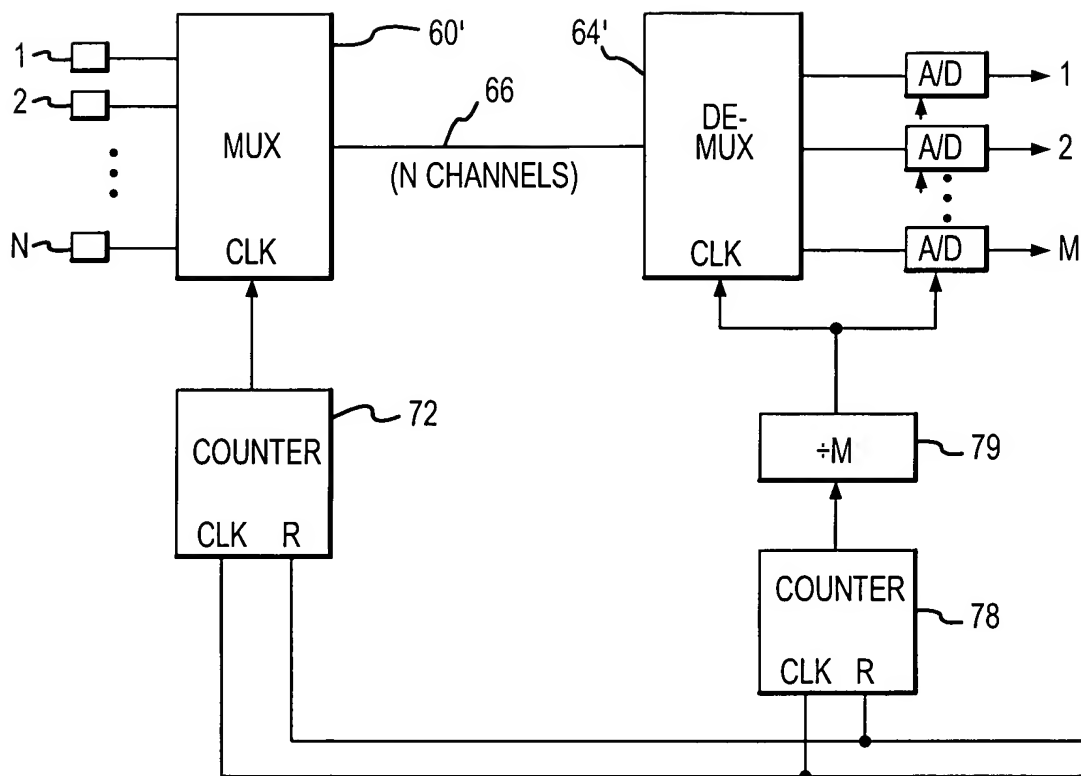 1
2
N
MUX
CLK
60'
66
(N CHANNELS)
64'
DE-
MUX
CLK
A/D
1
A/D
2
A/D
M
72
COUNTER
CLK R
÷M
79
COUNTER
CLK R
78